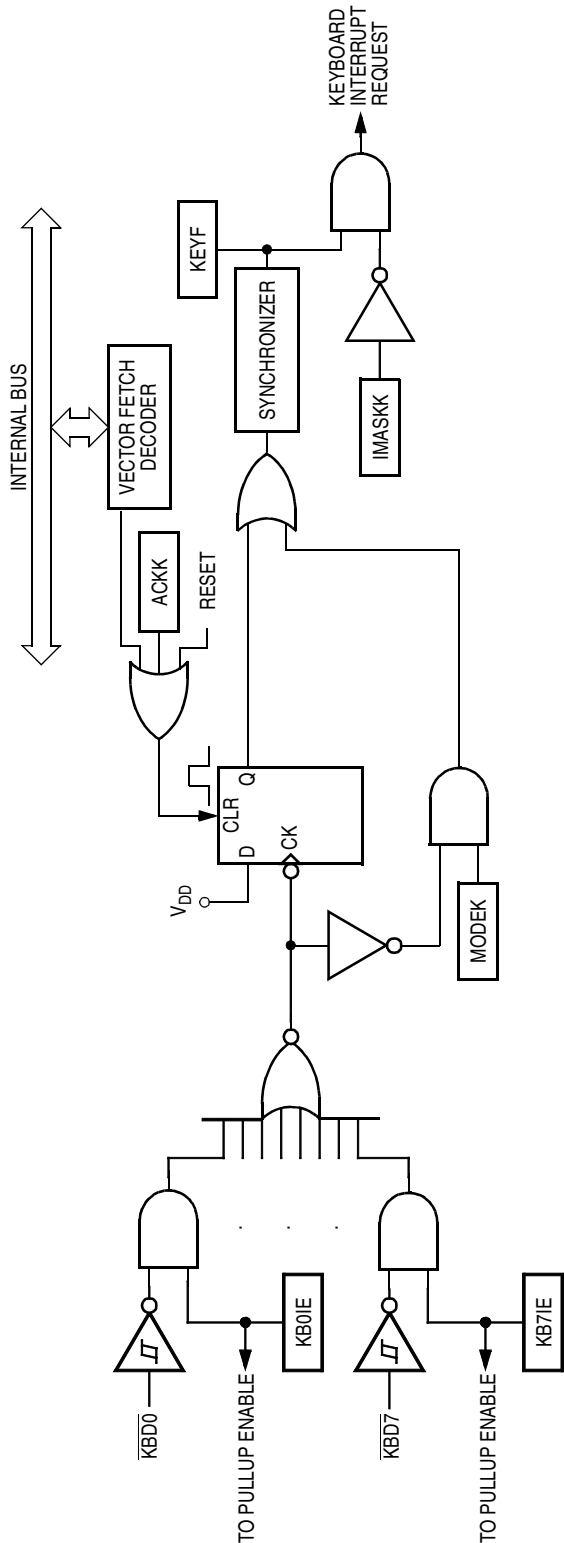 INTERNAL BUS
VECTOR FETCH
DECODER
ACKK
RESET
VDD
CLR
D
Q
CK
KEYF
SYNCHRONIZER
KEYBOARD
INTERRUPT
REQUEST
IMASKK
MODEK
KBD0
TO PULLUP ENABLE
KB0IE
.
.
.
KBD7
TO PULLUP ENABLE
KB7IE